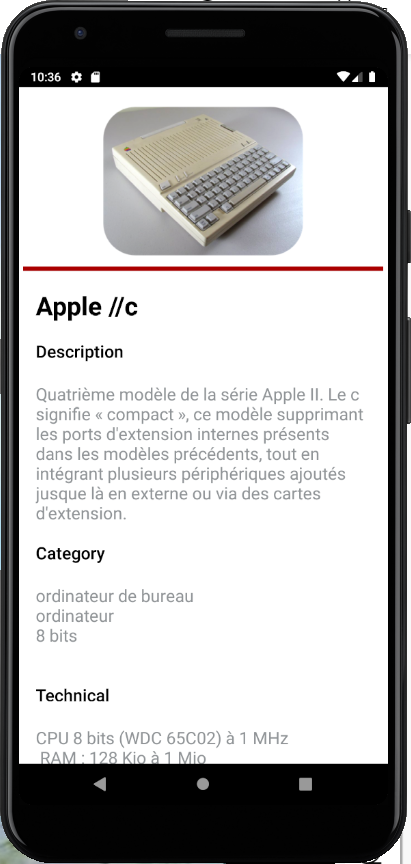 10:36
Apple //c
Description
Quatrième modèle de la série Apple II. Le c
signifie « compact », ce modèle supprimant
les ports d'extension internes présents
dans les modèles précédents, tout en
intégrant plusieurs périphériques ajoutés
jusque là en externe ou via des cartes
d'extension.
Category
ordinateur de bureau
ordinateur
8 bits
Technical
CPU 8 bits (WDC 65C02) à 1 MHz
RAM : 128 Kio à 1 Mio